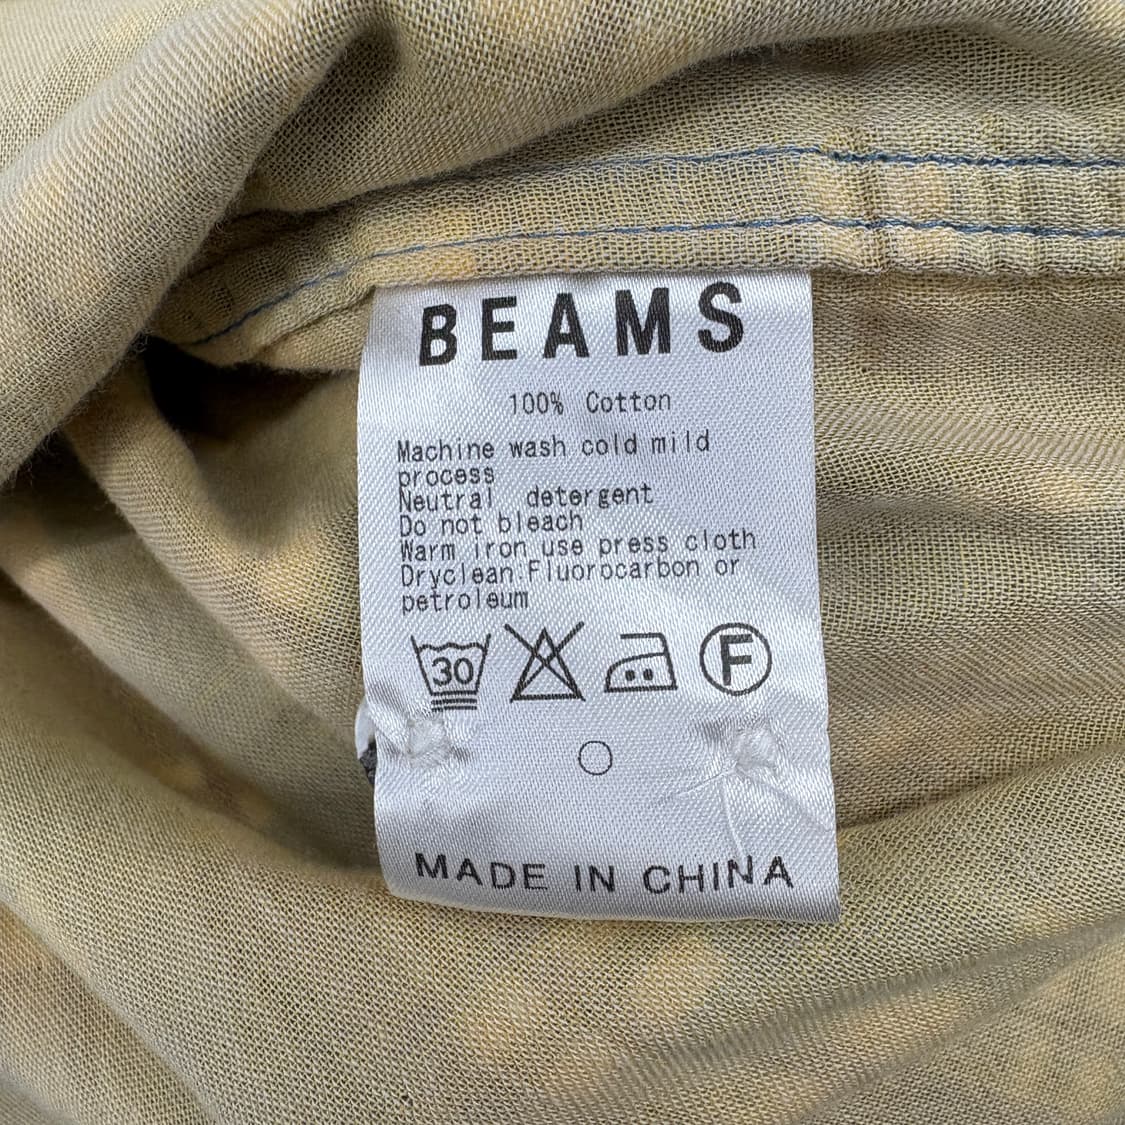 BEAMS
100% Cotton
Machine wash cold mild
process
Neutral detergent
Do not bleach
Warm iron use press cloth
Dryclean:Fluorocarbon or
petroleum
30 F
MADE IN CHINA